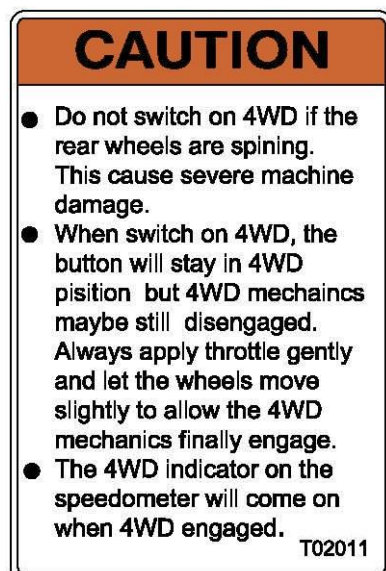 CAUTION
● Do not switch on 4WD if the
rear wheels are spining.
This cause severe machine
damage.
● When switch on 4WD, the
button will stay in 4WD
pisition but 4WD mechaincs
maybe still disengaged.
Always apply throttle gently
and let the wheels move
slightly to allow the 4WD
mechanics finally engage.
● The 4WD indicator on the
speedometer will come on
when 4WD engaged.
T02011